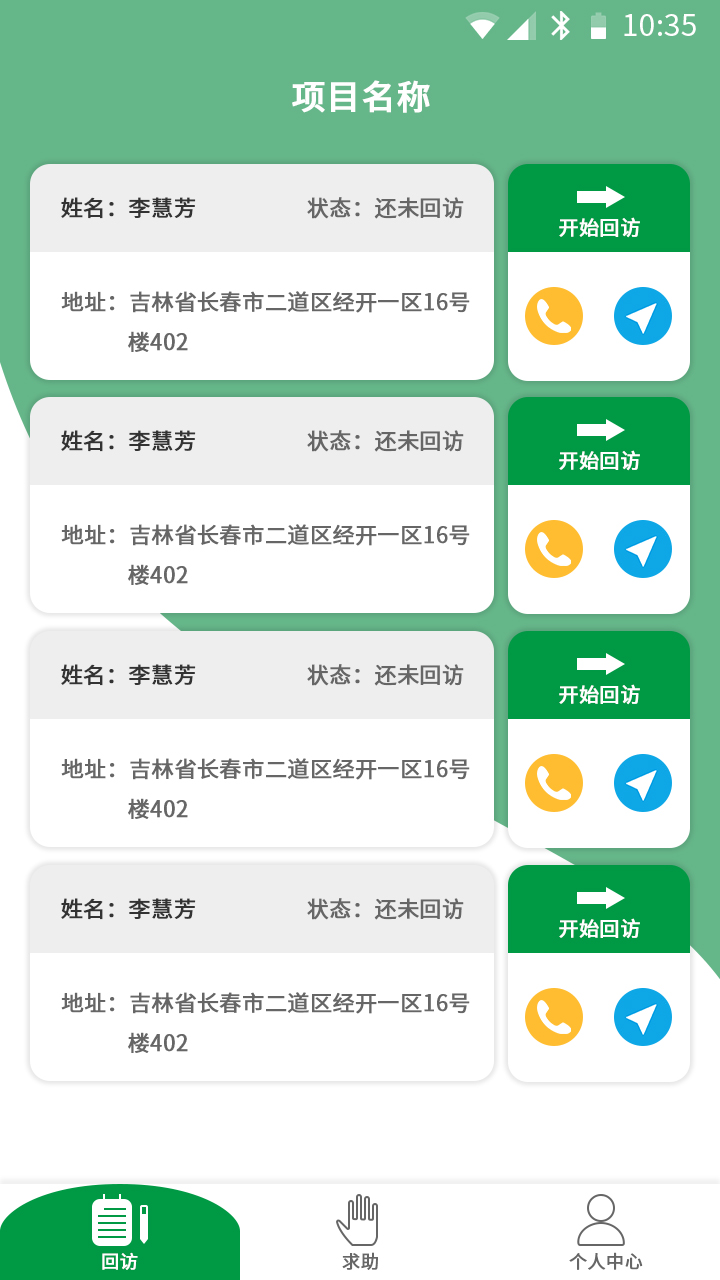 10:35
项目名称
姓名：李慧芳 状态：还未回访
开始回访
地址：吉林省长春市二道区经开一区16号
楼402
姓名：李慧芳 状态：还未回访
开始回访
地址：吉林省长春市二道区经开一区16号
楼402
姓名：李慧芳 状态：还未回访
开始回访
地址：吉林省长春市二道区经开一区16号
楼402
姓名：李慧芳 状态：还未回访
开始回访
地址：吉林省长春市二道区经开一区16号
楼402
回访 求助 个人中心